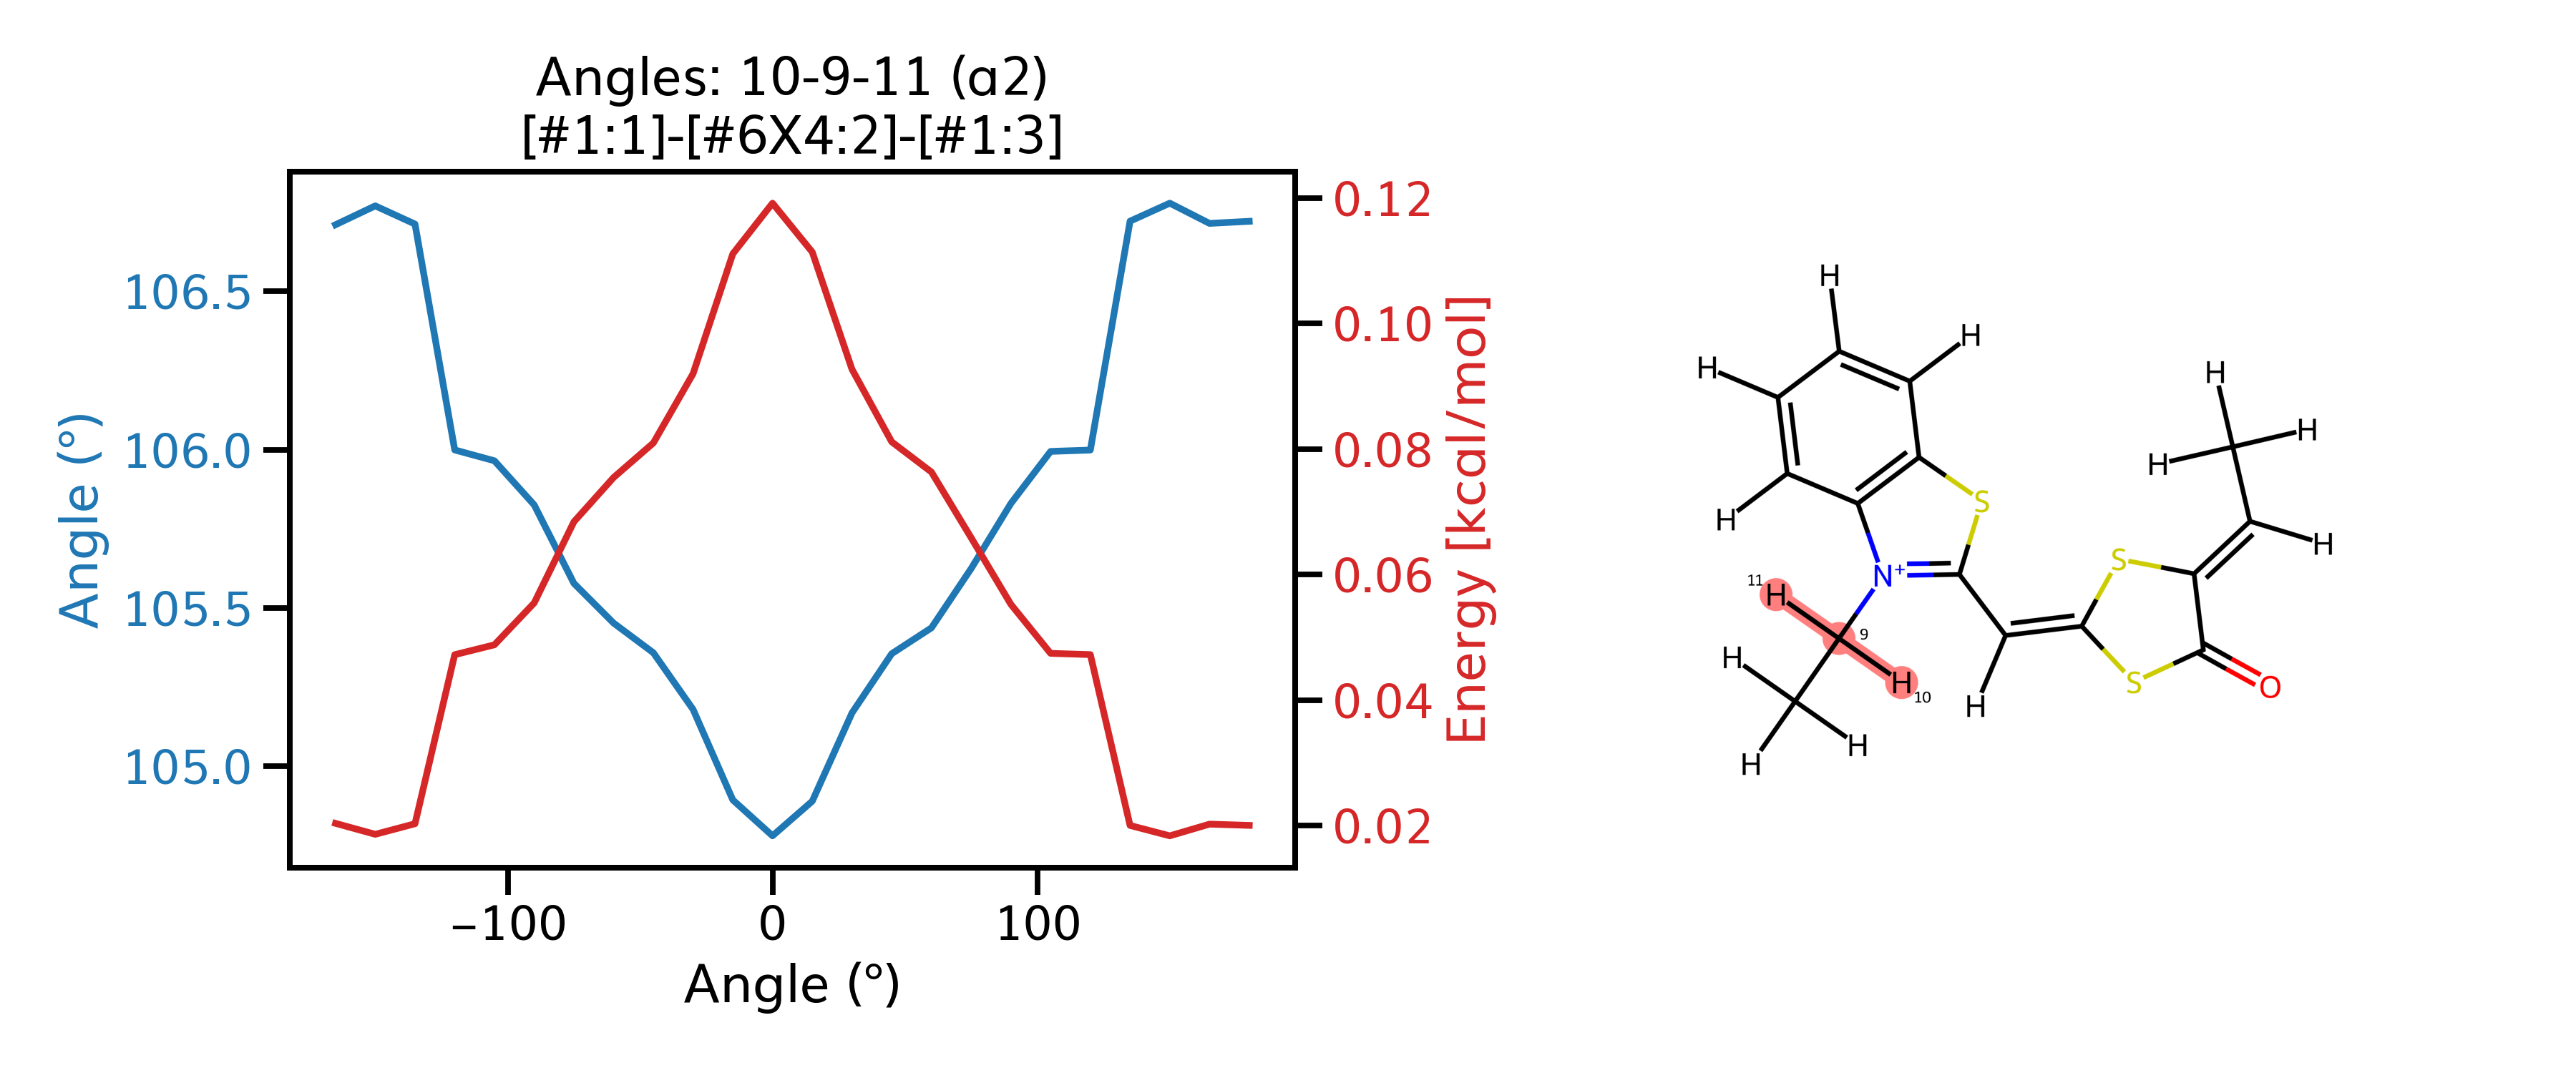 Angles: 10-9-11 (α2)
[#1:1]-[#6X4:2]-[#1:3]
Angle (°)
106.5
106.0
105.5
105.0
0.12
0.10
0.08
0.06
0.04
0.02
Energy [kcal/mol]
−100
0
100
Angle (°)
H
H
H
H
H
H
H
S
H
S
N+
H
11
H
9
H
H
10
S
O
H
H
H